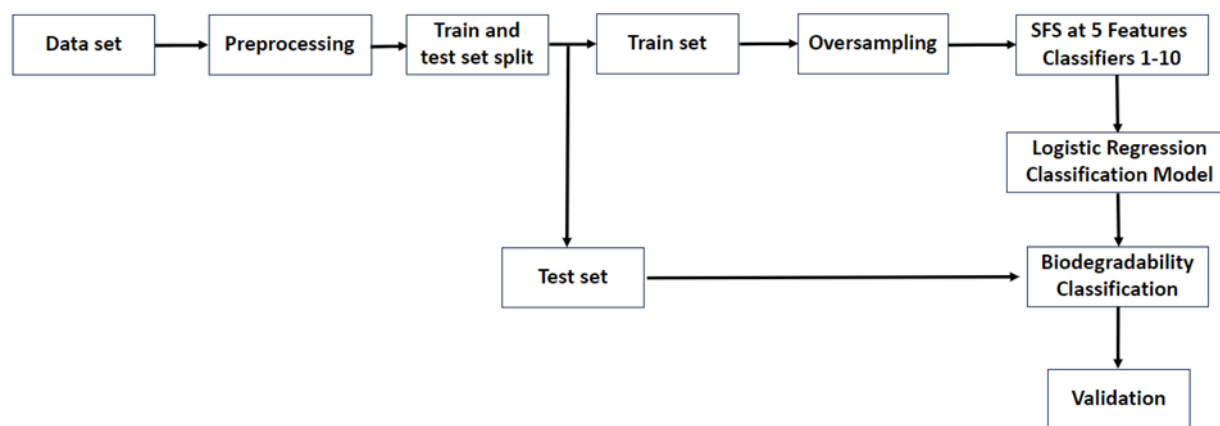 Data set
Preprocessing
Train and
test set split
Train set
Oversampling
SFS at 5 Features
Classifiers 1-10
Logistic Regression
Classification Model
Test set
Biodegradability
Classification
Validation